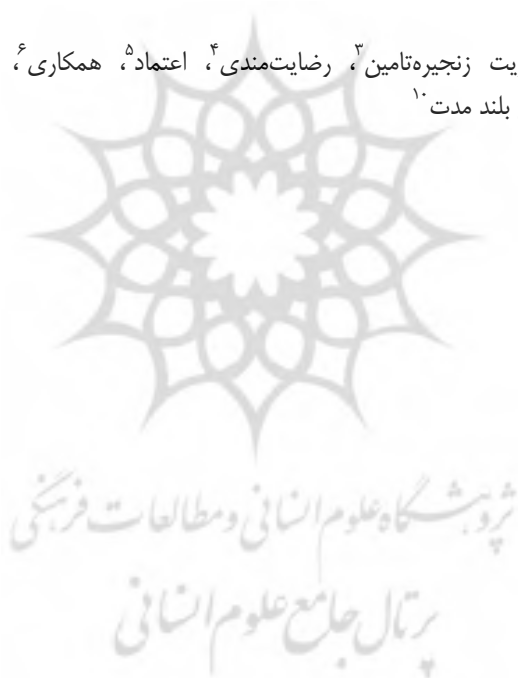 یت زنجیره‌تامین۳، رضایت‌مندی۴، اعتماد۵، همکاری۶،
بلند مدت۱۰
پژوهشگاه علوم انسانی و مطالعات فرهنگی
پرتال جامع علوم انسانی